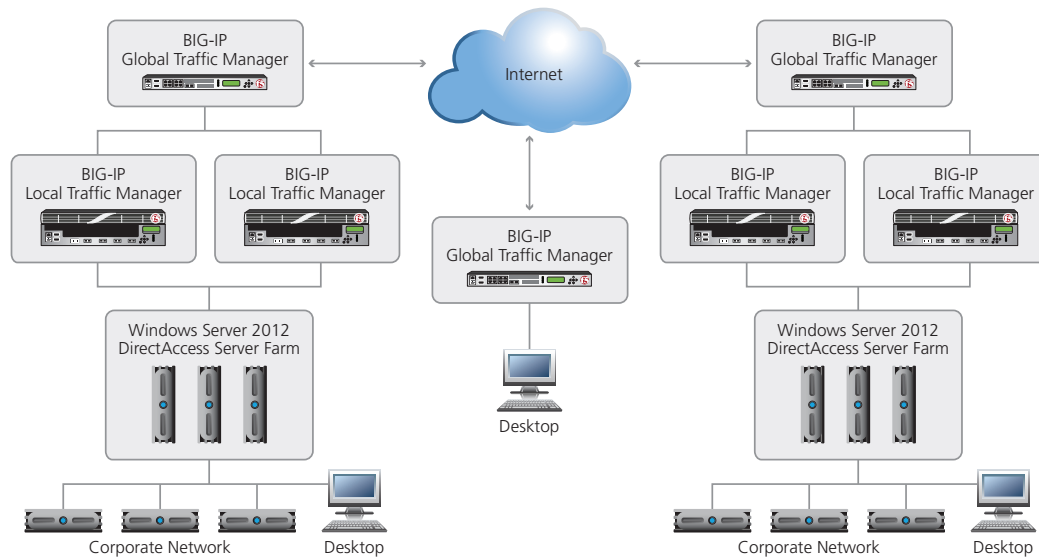 BIG-IP
Global Traffic Manager
Internet
BIG-IP
Global Traffic Manager
BIG-IP
Local Traffic Manager
BIG-IP
Local Traffic Manager
BIG-IP
Local Traffic Manager
BIG-IP
Local Traffic Manager
BIG-IP
Global Traffic Manager
Windows Server 2012
DirectAccess Server Farm
Windows Server 2012
DirectAccess Server Farm
Desktop
Corporate Network
Desktop
Corporate Network
Desktop